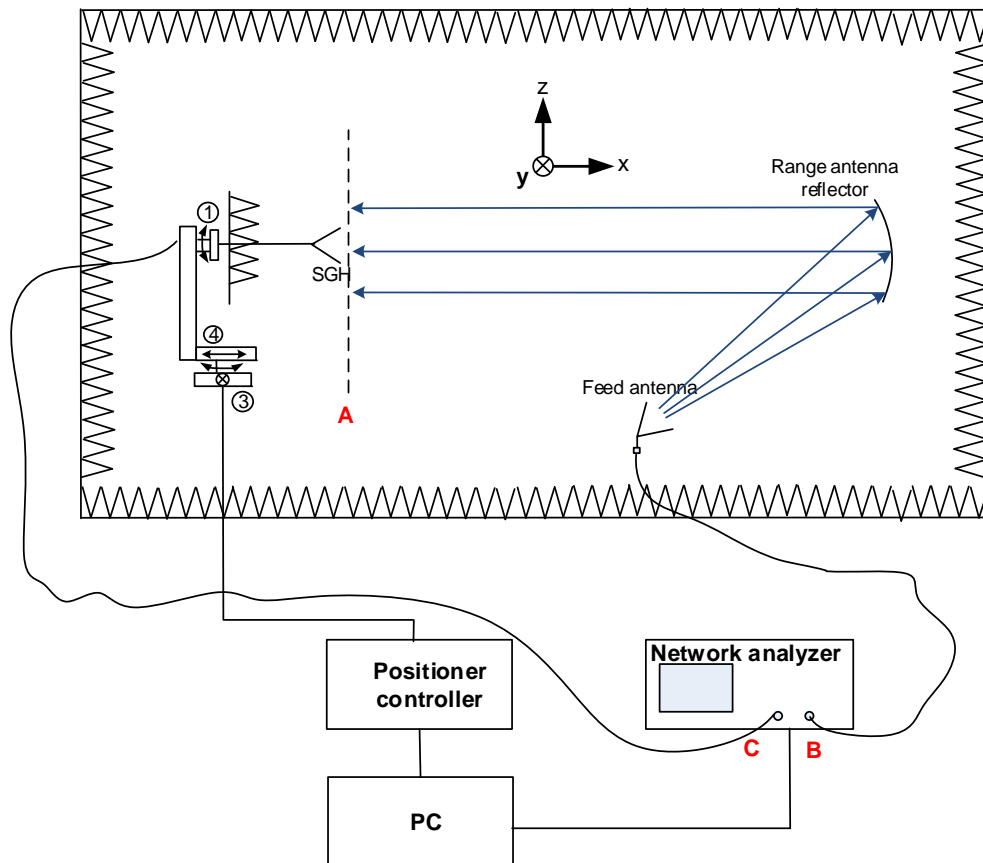 z
y
x
Range antenna
reflector
①
SGH
④
③
A
Feed antenna
Positioner
controller
Network analyzer
C
B
PC